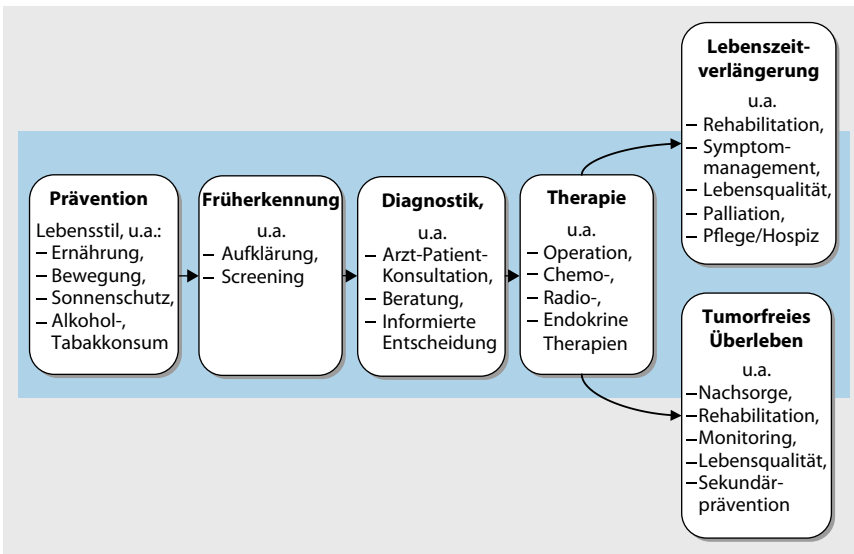 Prävention
Lebensstil, u.a.:
– Ernährung,
– Bewegung,
– Sonnenschutz,
– Alkohol-,
Tabakkonsum
Früherkennung
u.a.
– Aufklärung,
– Screening
Diagnostik,
u.a.
– Arzt-Patient-
Konsultation,
– Beratung,
– Informierte
Entscheidung
Therapie
u.a.
– Operation,
– Chemo-,
– Radio-,
– Endokrine
Therapien
Lebenszeit-
verlängerung
u.a.
– Rehabilitation,
– Symptom-
management,
– Lebensqualität,
– Palliation,
– Pflege/Hospiz
Tumorfreies
Überleben
u.a.
– Nachsorge,
– Rehabilitation,
– Monitoring,
– Lebensqualität,
– Sekundär-
prävention